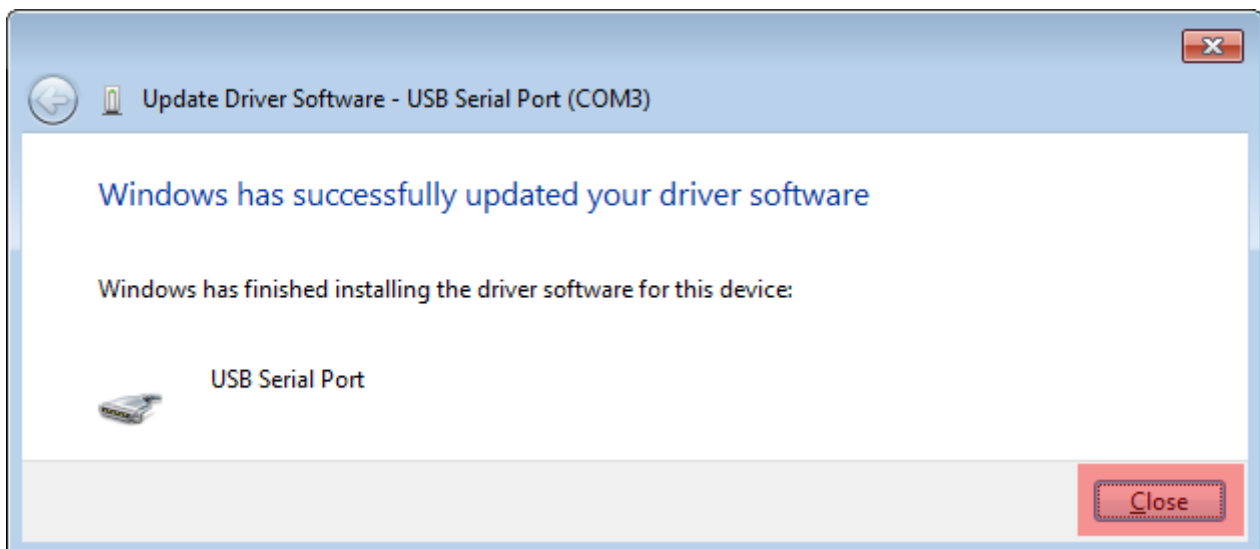 Update Driver Software - USB Serial Port (COM3)
Windows has successfully updated your driver software
Windows has finished installing the driver software for this device:
USB Serial Port
Close